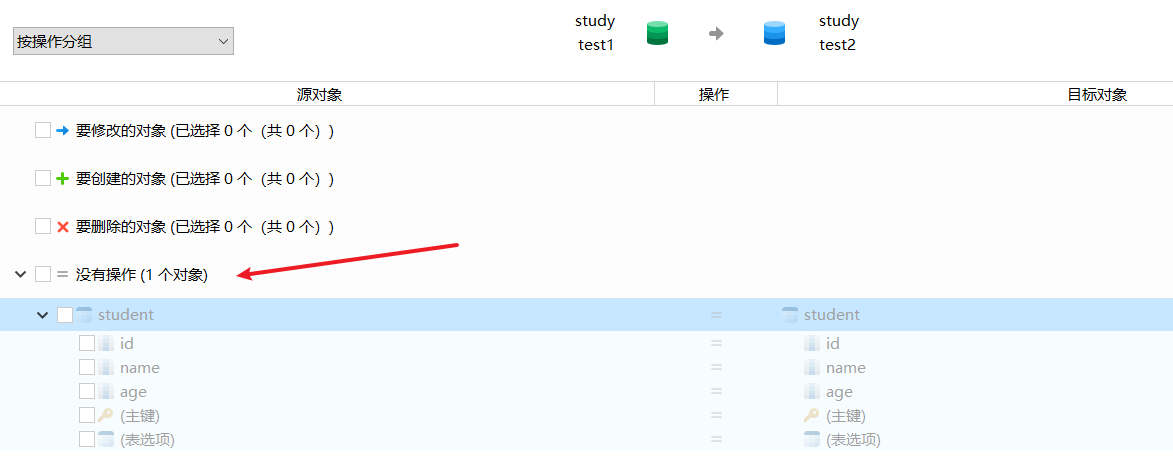 按操作分组
study study
test1 test2
源对象 操作 目标对象
要修改的对象 (已选择 0 个（共 0 个）)
要创建的对象 (已选择 0 个（共 0 个）)
要删除的对象 (已选择 0 个（共 0 个）)
= 没有操作 (1 个对象)
student = student
id = id
name = name
age = age
(主键) = (主键)
(表选项) = (表选项)